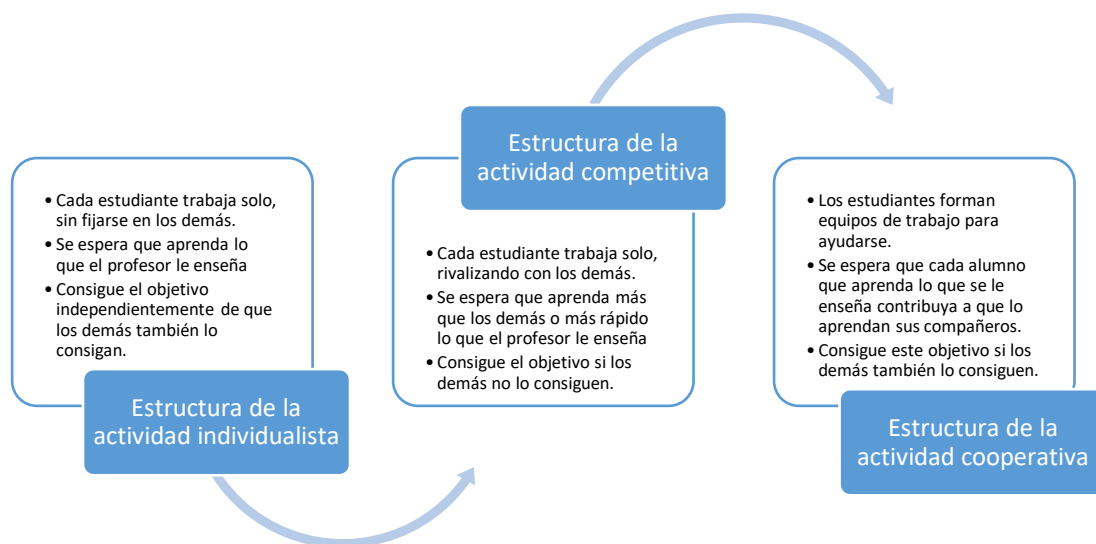 • Cada estudiante trabaja solo,
sin fijarse en los demás.
• Se espera que aprenda lo
que el profesor le enseña
• Consigue el objetivo
independientemente de que
los demás también lo
consigan.
Estructura de la
actividad individualista
Estructura de la
actividad competitiva
• Cada estudiante trabaja solo,
rivalizando con los demás.
• Se espera que aprenda más
que los demás o más rápido
lo que el profesor le enseña
• Consigue el objetivo si los
demás no lo consiguen.
• Los estudiantes forman
equipos de trabajo para
ayudarse.
• Se espera que cada alumno
que aprenda lo que se le
enseña contribuya a que lo
aprendan sus compañeros.
• Consigue este objetivo si los
demás también lo consiguen.
Estructura de la
actividad cooperativa